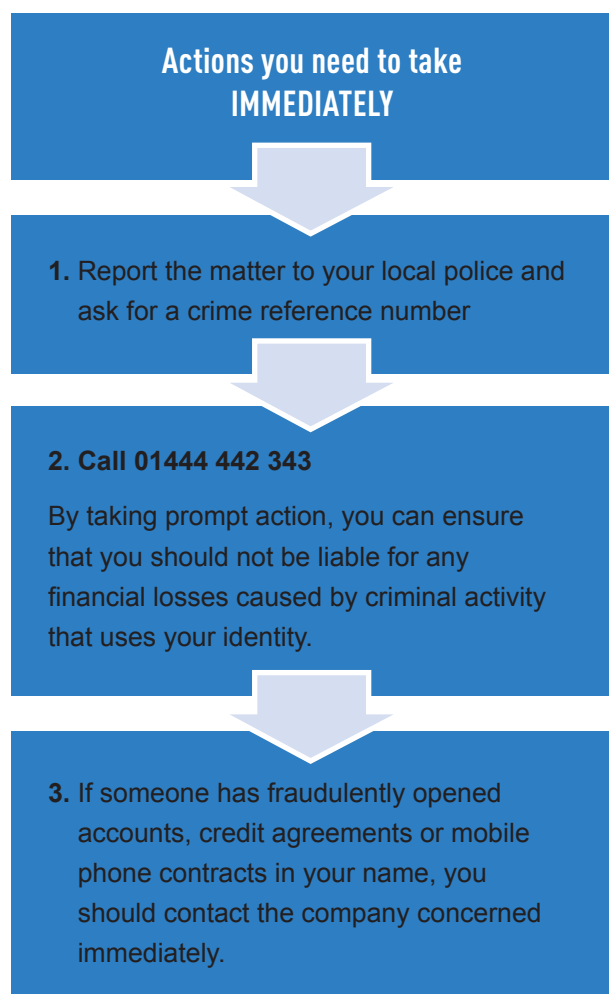 Actions you need to take
IMMEDIATELY
1. Report the matter to your local police and
ask for a crime reference number
2. Call 01444 442 343
By taking prompt action, you can ensure
that you should not be liable for any
financial losses caused by criminal activity
that uses your identity.
3. If someone has fraudulently opened
accounts, credit agreements or mobile
phone contracts in your name, you
should contact the company concerned
immediately.